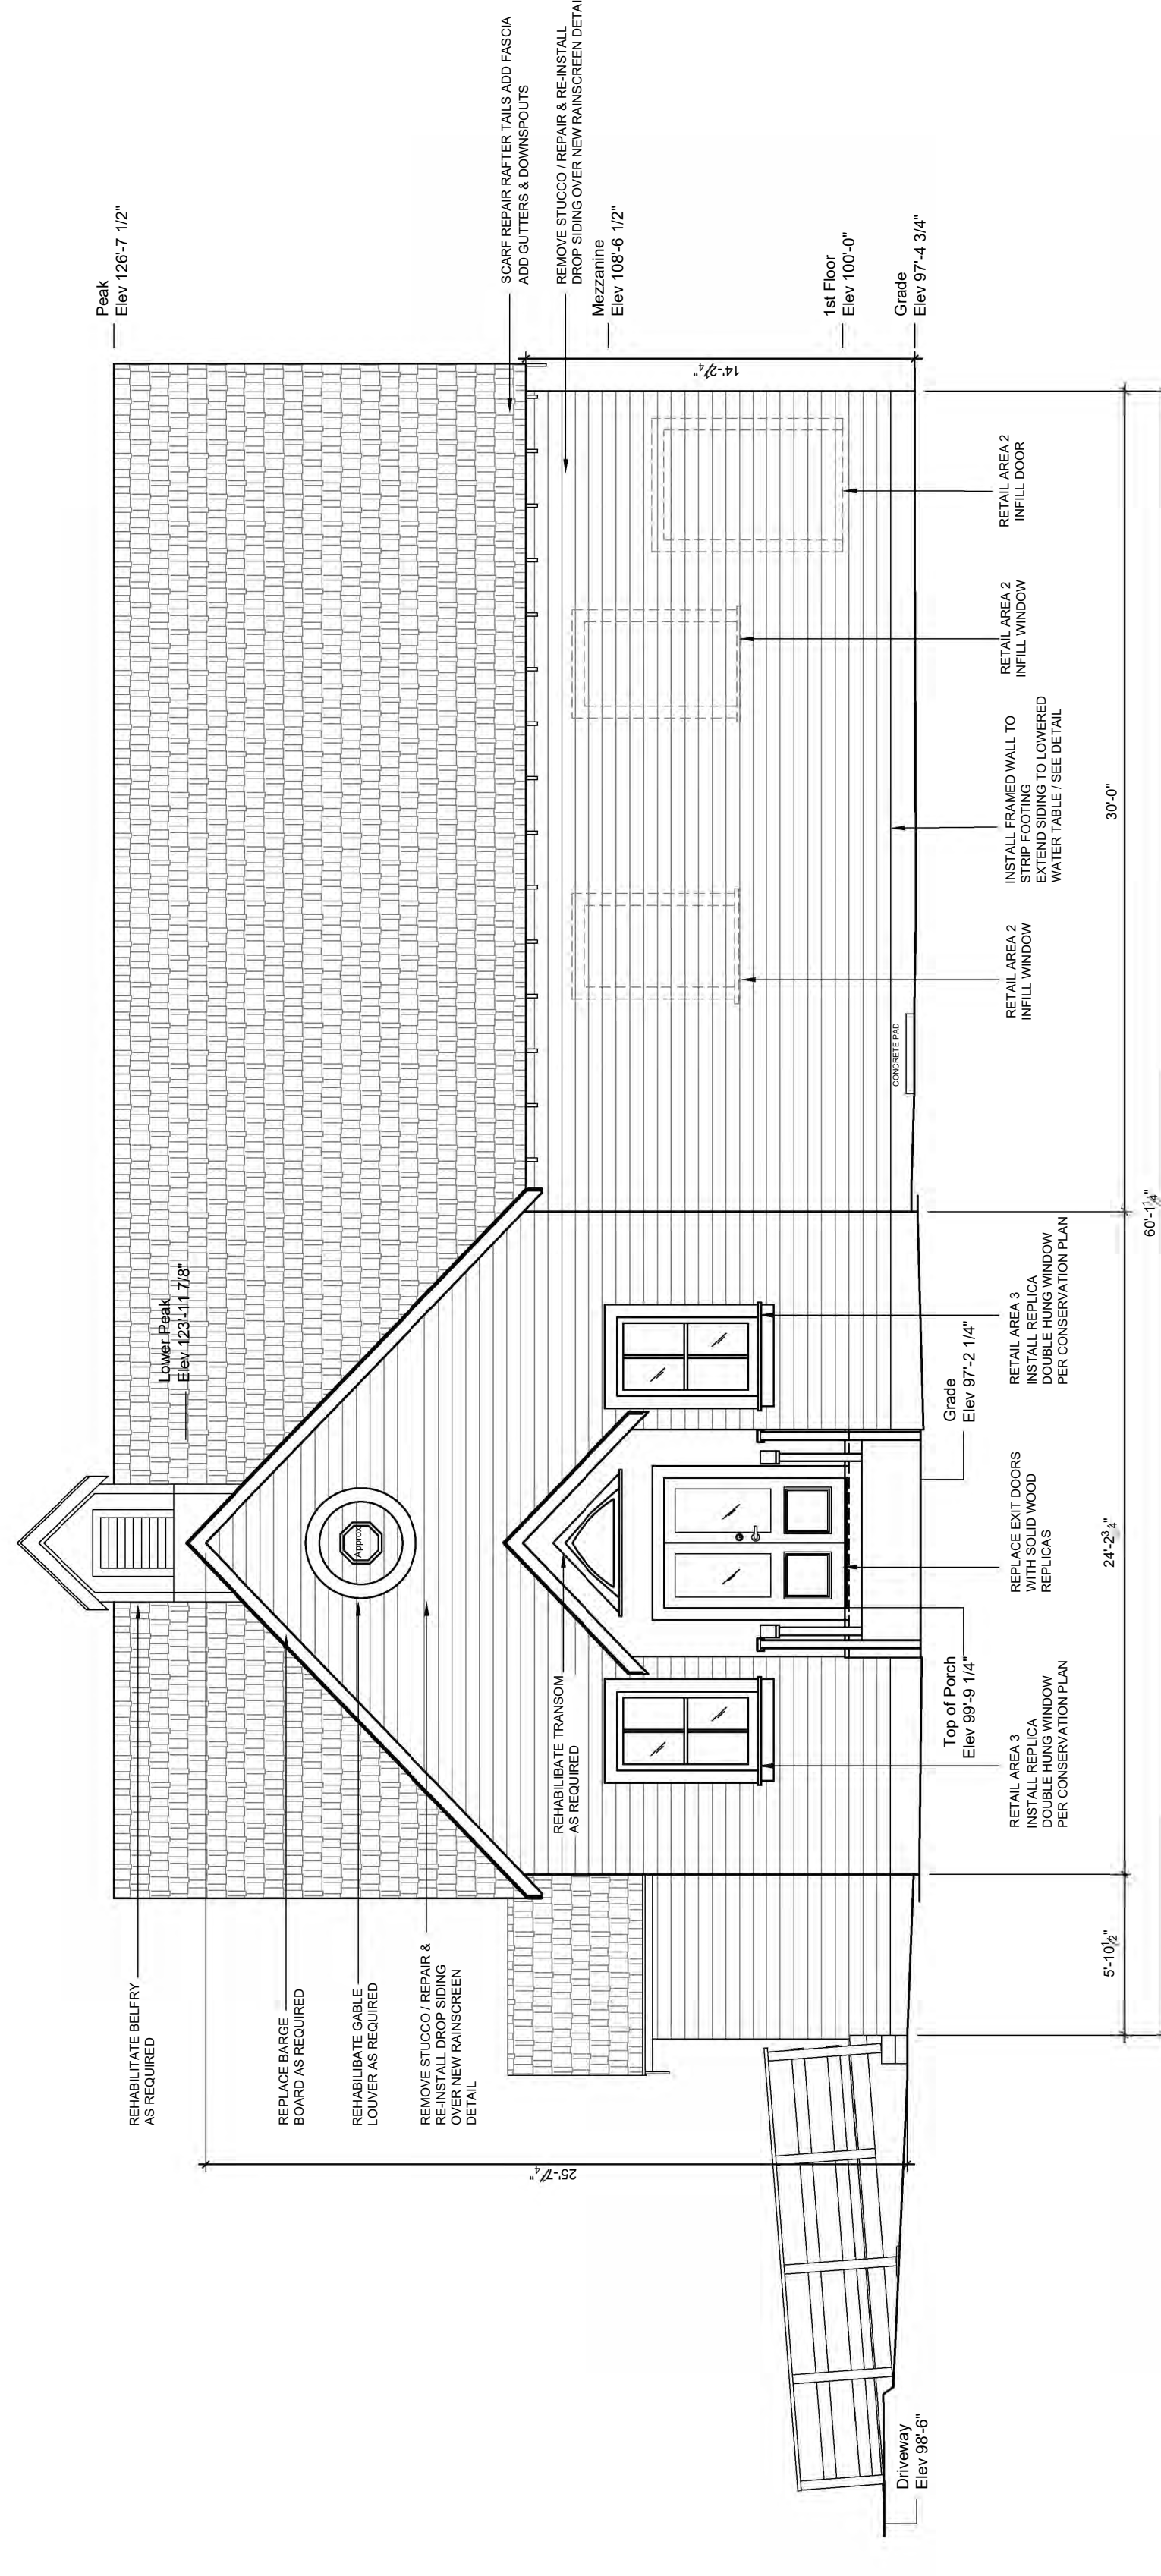 REHABILITATE BELFRY
AS REQUIRED
REPLACE BARGE
BOARD AS REQUIRED
REHABILIBATE GABLE
LOUVER AS REQUIRED
REMOVE STUCCO / REPAIR &
RE-INSTALL DROP SIDING
OVER NEW RAINSCREEN
DETAIL
25'-7¼"
Driveway
Elev 98'-6"
Lower Peak
Elev 123'-11 7/8"
Approx
REHABILIBATE TRANSOM
AS REQUIRED
Top of Porch
Elev 99'-9 1/4"
Grade
Elev 97'-2 1/4"
RETAIL AREA 3
INSTALL REPLICA
DOUBLE HUNG WINDOW
PER CONSERVATION PLAN
REPLACE EXIT DOORS
WITH SOLID WOOD
REPLICAS
RETAIL AREA 3
INSTALL REPLICA
DOUBLE HUNG WINDOW
PER CONSERVATION PLAN
CONCRETE PAD
RETAIL AREA 2
INFILL WINDOW
INSTALL FRAMED WALL TO
STRIP FOOTING
EXTEND SIDING TO LOWERED
WATER TABLE / SEE DETAIL
RETAIL AREA 2
INFILL WINDOW
RETAIL AREA 2
INFILL DOOR
Peak
Elev 126'-7 1/2"
SCARF REPAIR RAFTER TAILS ADD FASCIA
ADD GUTTERS & DOWNSPOUTS
REMOVE STUCCO / REPAIR & RE-INSTALL
DROP SIDING OVER NEW RAINSCREEN DETAI
Mezzanine
Elev 108'-6 1/2"
14'-2¼"
1st Floor
Elev 100'-0"
Grade
Elev 97'-4 3/4"
5'-10½"
24'-2¾"
30'-0"
60'-1¼"